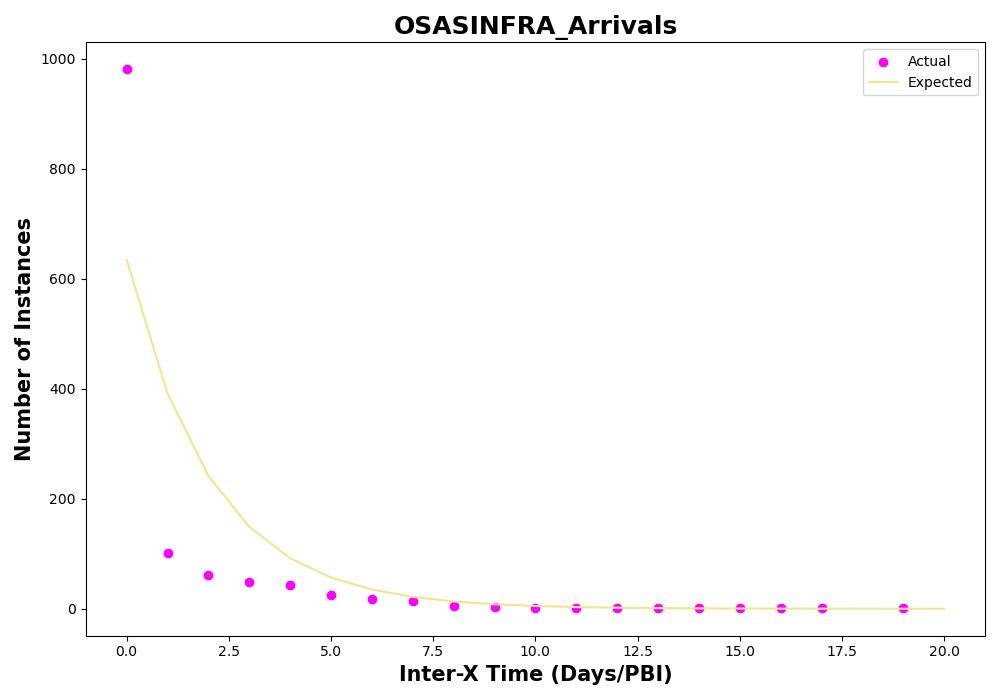 OSASINFRA_Arrivals
Actual
Expected
1000
800
600
400
200
0
Number of Instances
0.0 2.5 5.0 7.5 10.0 12.5 15.0 17.5 20.0
Inter-X Time (Days/PBI)